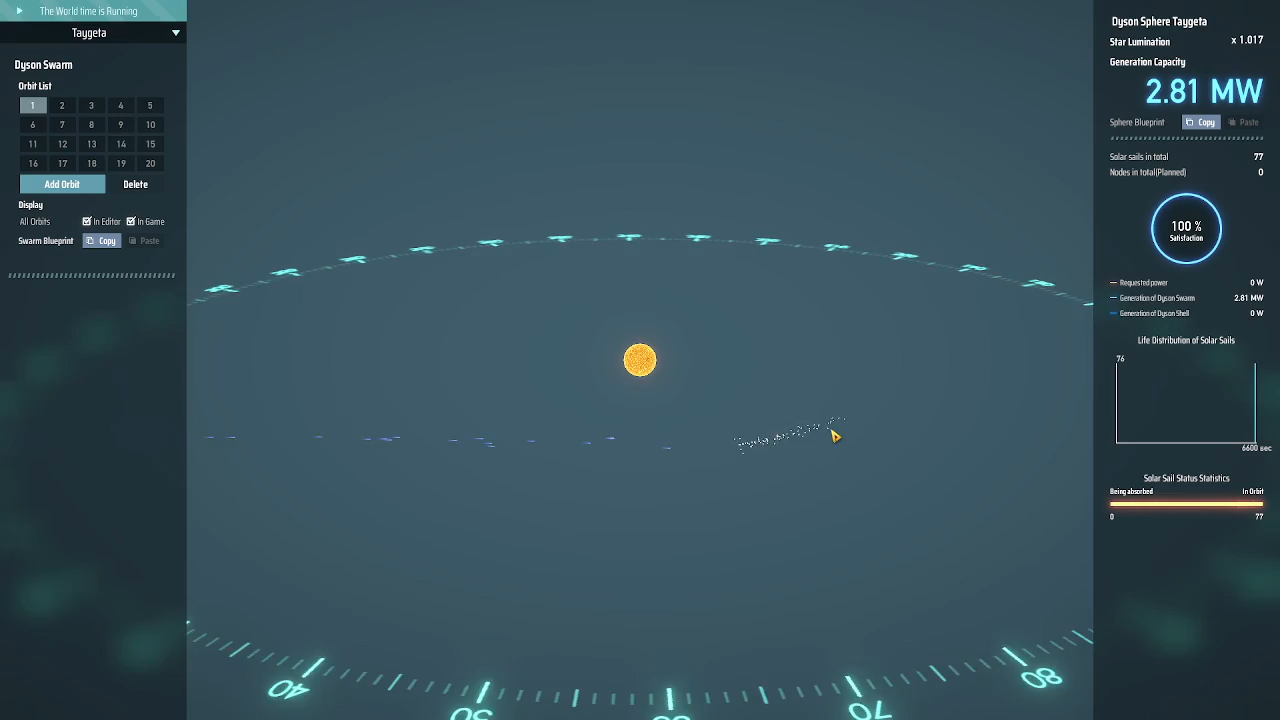 The World time is Running
Taygeta
Dyson Swarm
Orbit List
1 2 3 4 5
6 7 8 9 10
11 12 13 14 15
16 17 18 19 20
Add Orbit Delete
Display
All Orbits In Editor In Game
Swarm Blueprint Copy Paste
40 50 60 70 80
Dyson Sphere Taygeta
Star Lumination x 1.017
Generation Capacity
2.81 MW
Sphere Blueprint Copy Paste
Solar sails in total 77
Nodes in total(Planned) 0
100 %
Satisfaction
Requested power 0 W
Generation of Dyson Swarm 2.81 MW
Generation of Dyson Shell 0 W
Life Distribution of Solar Sails
76
6600 sec
Solar Sail Status Statistics
Being absorbed In Orbit
0 77